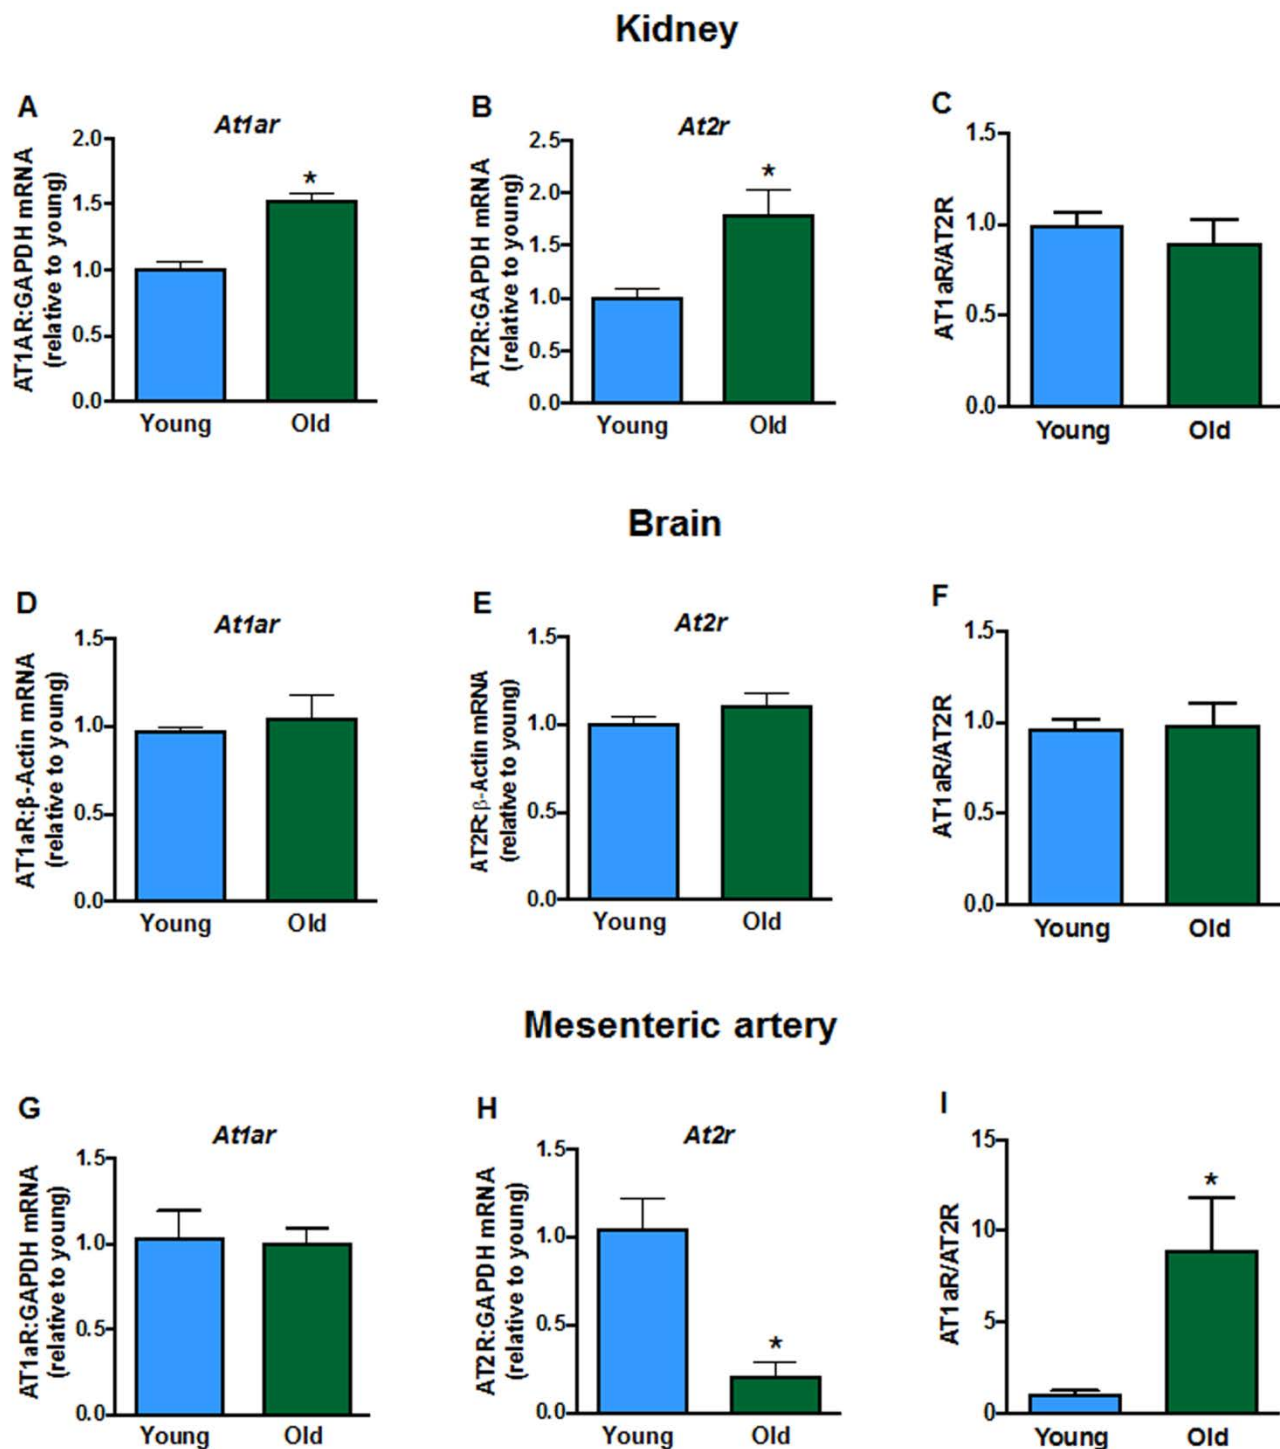 Kidney
A
At1ar
AT1AR:GAPDH mRNA
(relative to young)
2.0
1.5
1.0
0.5
0.0
*
Young Old
B
At2r
AT2R:GAPDH mRNA
(relative to young)
2.5
2.0
1.5
1.0
0.5
0.0
*
Young Old
C
AT1aR/AT2R
1.5
1.0
0.5
0.0
Young Old
Brain
D
At1ar
AT1aR:β-Actin mRNA
(relative to young)
1.5
1.0
0.5
0.0
Young Old
E
At2r
AT2R:β-Actin mRNA
(relative to young)
1.5
1.0
0.5
0.0
Young Old
F
AT1aR/AT2R
1.5
1.0
0.5
0.0
Young Old
Mesenteric artery
G
At1ar
AT1aR:GAPDH mRNA
(relative to young)
1.5
1.0
0.5
0.0
Young Old
H
At2r
AT2R:GAPDH mRNA
(relative to young)
1.5
1.0
0.5
0.0
*
Young Old
I
AT1aR/AT2R
15
10
5
0
*
Young Old